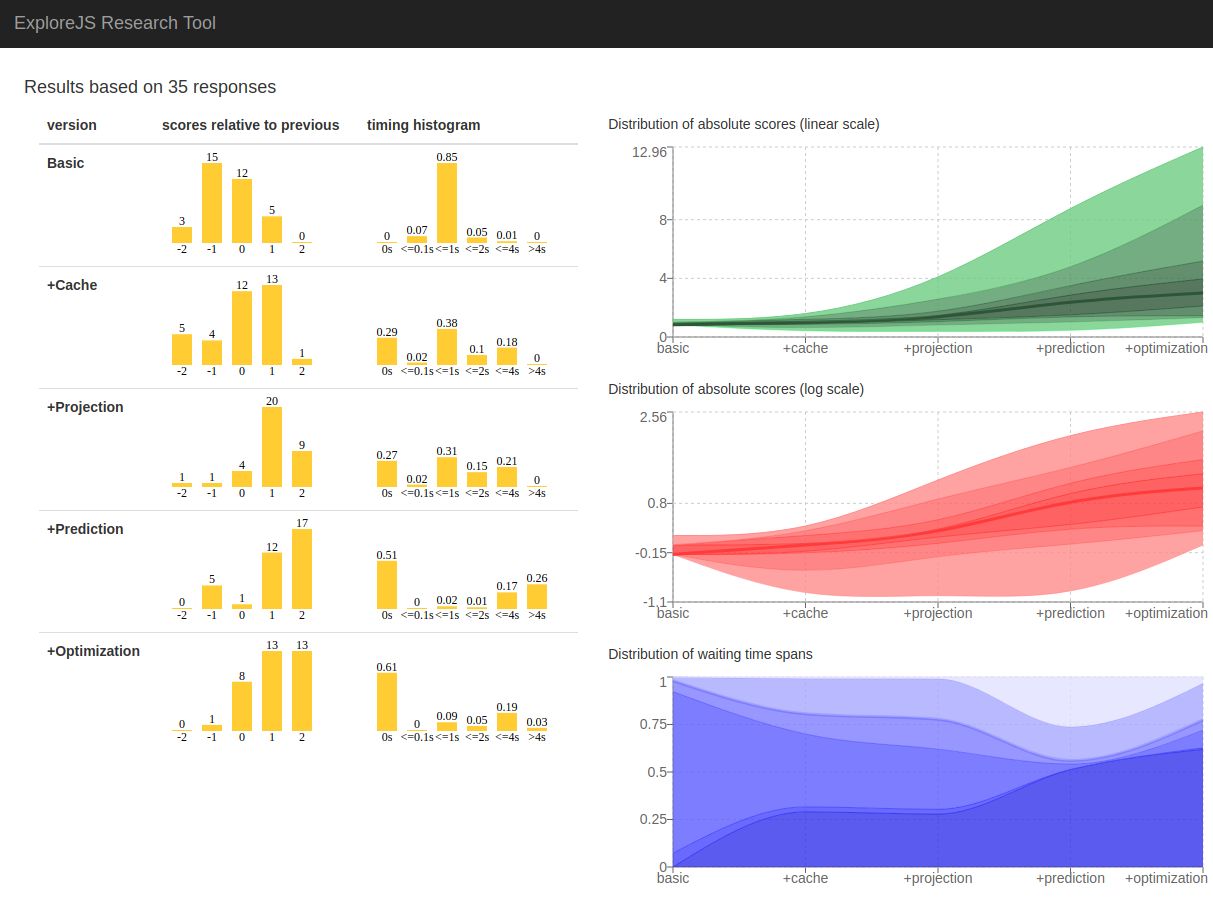 ExploreJS Research Tool
Results based on 35 responses
version scores relative to previous timing histogram
Basic
3 15 12 5 0
-2 -1 0 1 2
0 0.07 0.85 0.05 0.01 0
0s <=0.1s <=1s <=2s <=4s >4s
+Cache
5 4 12 13 1
-2 -1 0 1 2
0.29 0.02 0.38 0.1 0.18 0
0s <=0.1s <=1s <=2s <=4s >4s
+Projection
1 1 4 20 9
-2 -1 0 1 2
0.27 0.02 0.31 0.15 0.21 0
0s <=0.1s <=1s <=2s <=4s >4s
+Prediction
0 5 1 12 17
-2 -1 0 1 2
0.51 0 0.02 0.01 0.17 0.26
0s <=0.1s <=1s <=2s <=4s >4s
+Optimization
0 1 8 13 13
-2 -1 0 1 2
0.61 0 0.09 0.05 0.19 0.03
0s <=0.1s <=1s <=2s <=4s >4s
Distribution of absolute scores (linear scale)
12.96
8
4
0
basic +cache +projection +prediction +optimization
Distribution of absolute scores (log scale)
2.56
0.8
-0.15
-1.1
basic +cache +projection +prediction +optimization
Distribution of waiting time spans
1
0.75
0.5
0.25
0
basic +cache +projection +prediction +optimization